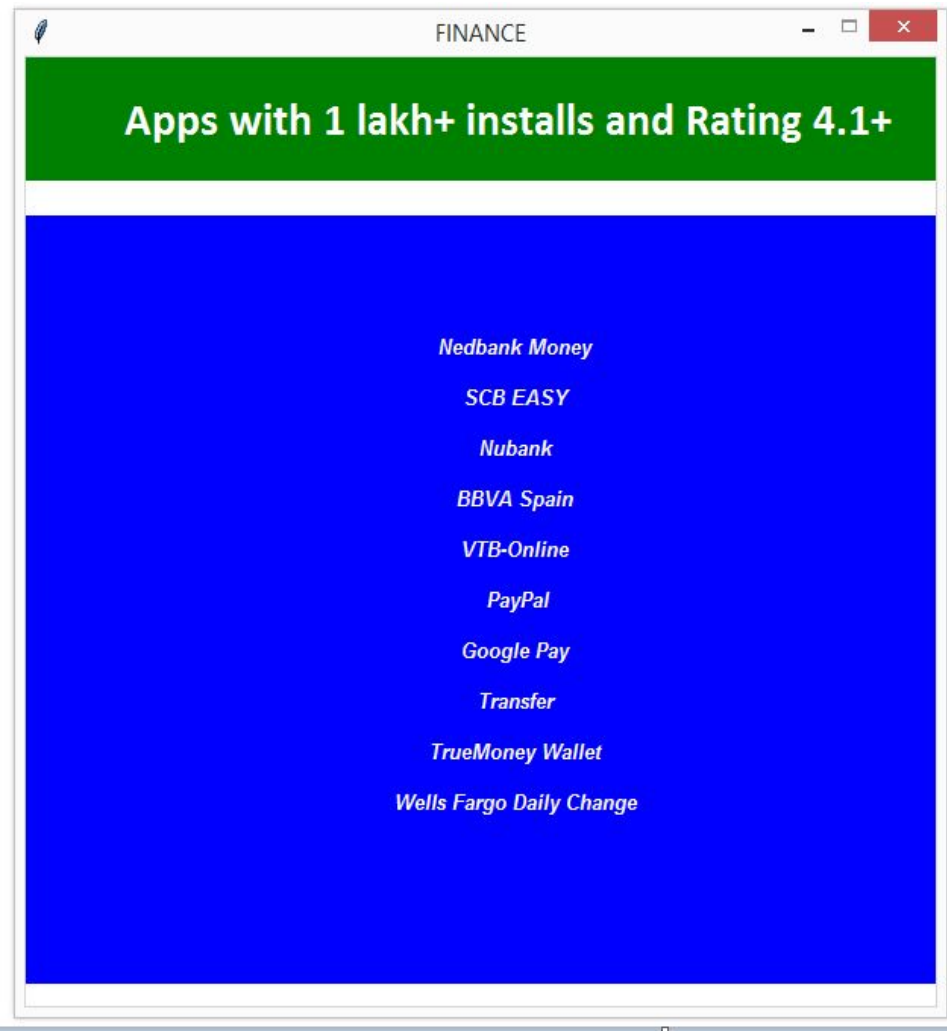 FINANCE
Apps with 1 lakh+ installs and Rating 4.1+
Nedbank Money
SCB EASY
Nubank
BBVA Spain
VTB-Online
PayPal
Google Pay
Transfer
TrueMoney Wallet
Wells Fargo Daily Change